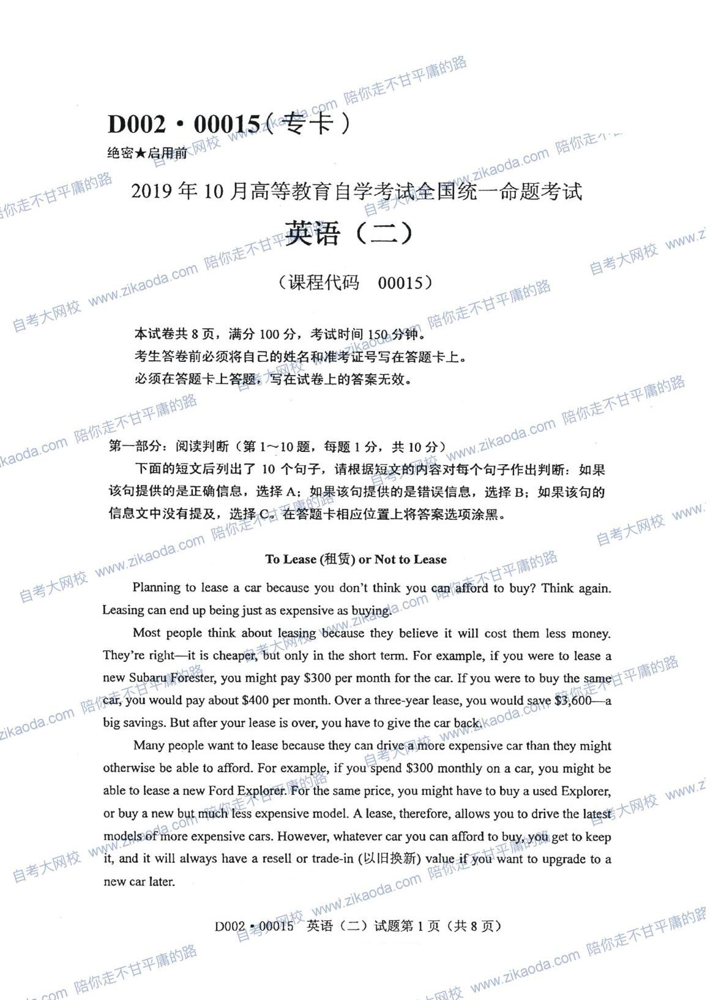 D002·00015(专卡)
绝密★启用前
2019年10月高等教育自学考试全国统一命题考试
英语（二）
（课程代码 00015）
本试卷共8页，满分100分，考试时间150分钟。
考生答卷前必须将自己的姓名和准考证号写在答题卡上。
必须在答题卡上答题，写在试卷上的答案无效。
第一部分：阅读判断（第1～10题，每题1分，共10分）
下面的短文后列出了10个句子，请根据短文的内容对每个句子作出判断：如果
该句提供的是正确信息，选择A；如果该句提供的是错误信息，选择B；如果该句的
信息文中没有提及，选择C。在答题卡相应位置上将答案选项涂黑。
To Lease (租赁) or Not to Lease
Planning to lease a car because you don't think you can afford to buy? Think again.
Leasing can end up being just as expensive as buying.
Most people think about leasing because they believe it will cost them less money.
They're right—it is cheaper, but only in the short term. For example, if you were to lease a
new Subaru Forester, you might pay $300 per month for the car. If you were to buy the same
car, you would pay about $400 per month. Over a three-year lease, you would save $3,600—a
big savings. But after your lease is over, you have to give the car back.
Many people want to lease because they can drive a more expensive car than they might
otherwise be able to afford. For example, if you spend $300 monthly on a car, you might be
able to lease a new Ford Explorer. For the same price, you might have to buy a used Explorer,
or buy a new but much less expensive model. A lease, therefore, allows you to drive the latest
models of more expensive cars. However, whatever car you can afford to buy, you get to keep
it, and it will always have a resell or trade-in (以旧换新) value if you want to upgrade to a
new car later.
D002·00015 英语（二）试题第1页（共8页）
自考大网校 www.zikaoda.com 陪你走不甘平庸的路